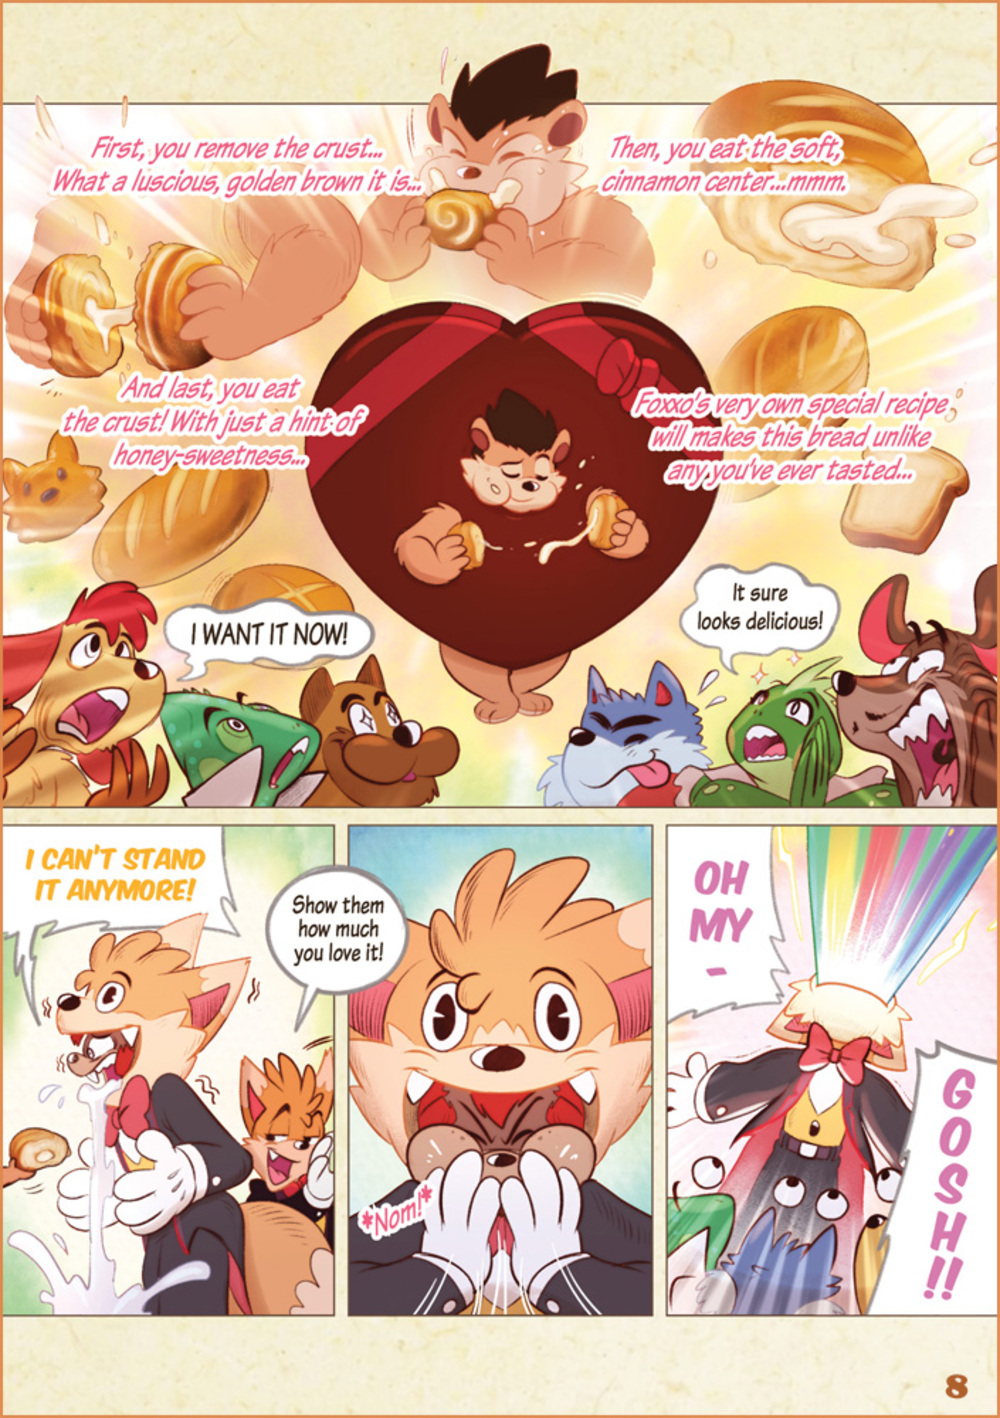 First, you remove the crust...
What a luscious, golden brown it is...
Then, you eat the soft,
cinnamon center...mmm.
And last, you eat
the crust! With just a hint of
honey-sweetness...
Foxxo's very own special recipe
will makes this bread unlike
any you've ever tasted...
I WANT IT NOW!
It sure
looks delicious!
I CAN'T STAND
IT ANYMORE!
Show them
how much
you love it!
*Nom!*
OH
MY
-
GOSH!!
8